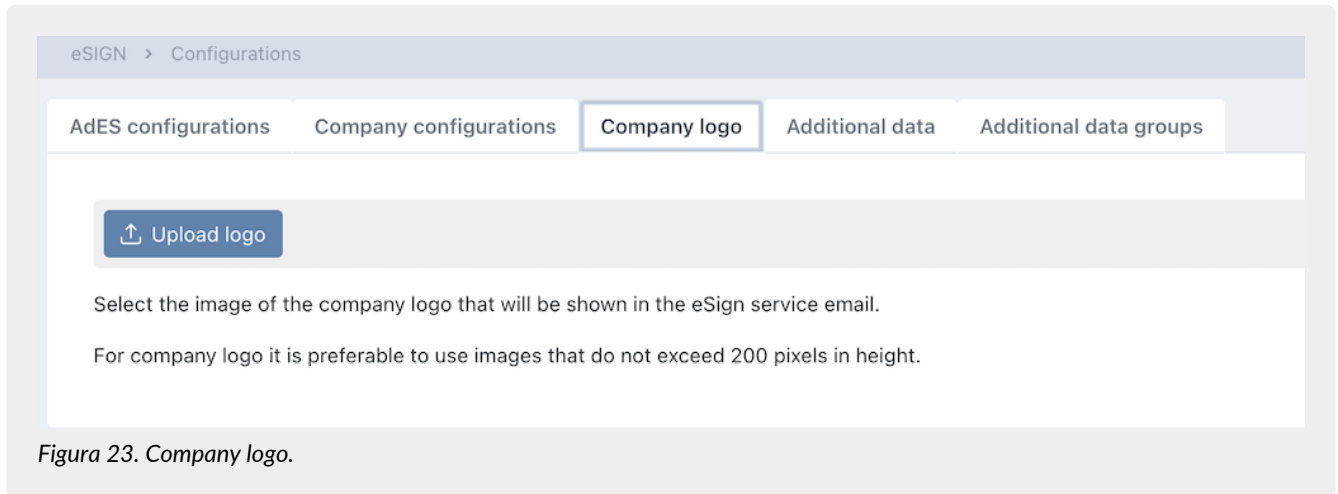 eSIGN > Configurations
AdES configurations Company configurations Company logo Additional data Additional data groups
Upload logo
Select the image of the company logo that will be shown in the eSign service email.
For company logo it is preferable to use images that do not exceed 200 pixels in height.
Figura 23. Company logo.